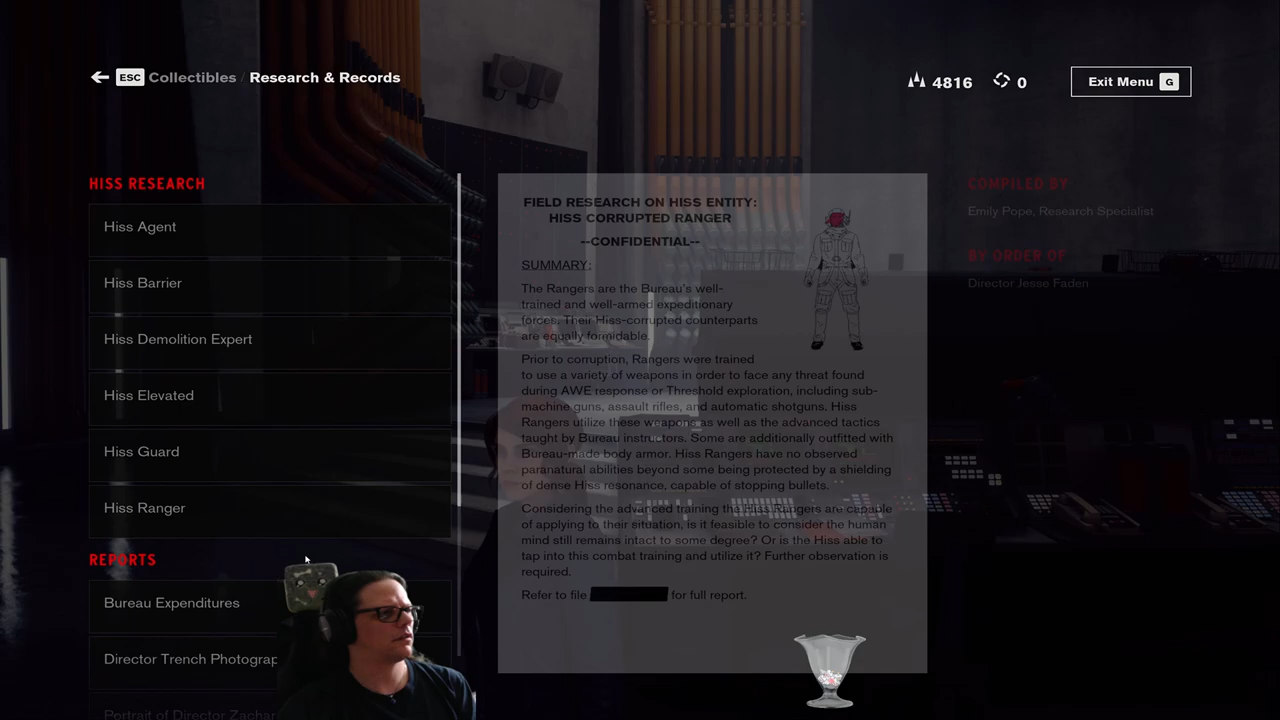 ESC Collectibles / Research & Records
4816
0
Exit Menu G
HISS RESEARCH
Hiss Agent
Hiss Barrier
Hiss Demolition Expert
Hiss Elevated
Hiss Guard
Hiss Ranger
REPORTS
Bureau Expenditures
Director Trench Photograp
Portrait of Director Zachar
FIELD RESEARCH ON HISS ENTITY:
HISS CORRUPTED RANGER
--CONFIDENTIAL--
SUMMARY:
The Rangers are the Bureau's well-
trained and well-armed expeditionary
forces. Their Hiss-corrupted counterparts
are equally formidable.
Prior to corruption, Rangers were trained
to use a variety of weapons in order to face any threat found
during AWE response or Threshold exploration, including sub-
machine guns, assault rifles, and automatic shotguns. Hiss
Rangers utilize these weapons as well as the advanced tactics
taught by Bureau instructors. Some are additionally outfitted with
Bureau-made body armor. Hiss Rangers have no observed
paranatural abilities beyond some being protected by a shielding
of dense Hiss resonance, capable of stopping bullets.
Considering the advanced training the Hiss Rangers are capable
of applying to their situation, is it feasible to consider the human
mind still remains intact to some degree? Or is the Hiss able to
tap into this combat training and utilize it? Further observation is
required.
Refer to file for full report.
COMPILED BY
Emily Pope, Research Specialist
BY ORDER OF
Director Jesse Faden